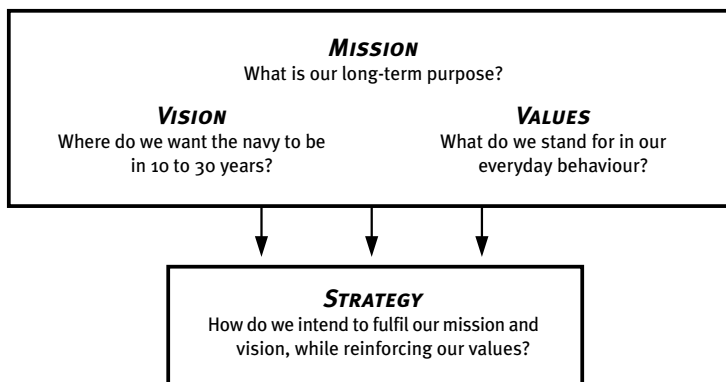 MISSION
What is our long-term purpose?
VISION
Where do we want the navy to be
in 10 to 30 years?
VALUES
What do we stand for in our
everyday behaviour?
STRATEGY
How do we intend to fulfil our mission and
vision, while reinforcing our values?